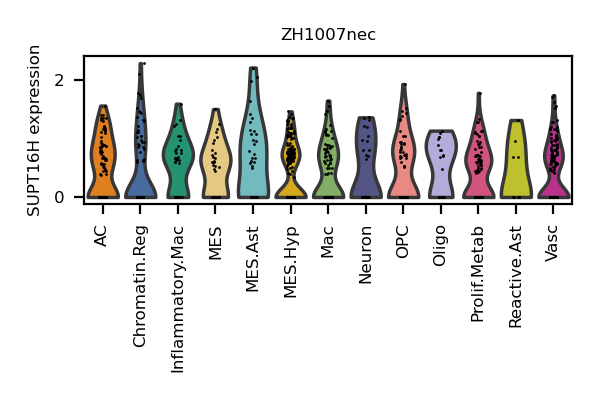 ZH1007nec
SUPT16H expression
2
0
AC
Chromatin.Reg
Inflammatory.Mac
MES
MES.Ast
MES.Hyp
Mac
Neuron
OPC
Oligo
Prolif.Metab
Reactive.Ast
Vasc